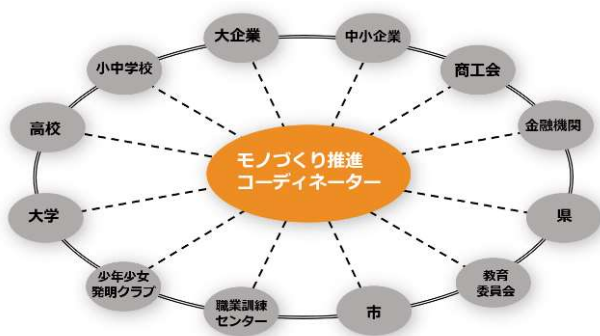 大企業
中小企業
小中学校
商工会
高校
金融機関
モノづくり推進
コーディネーター
大学
県
少年少女
発明クラブ
教育
委員会
職業訓練
センター
市